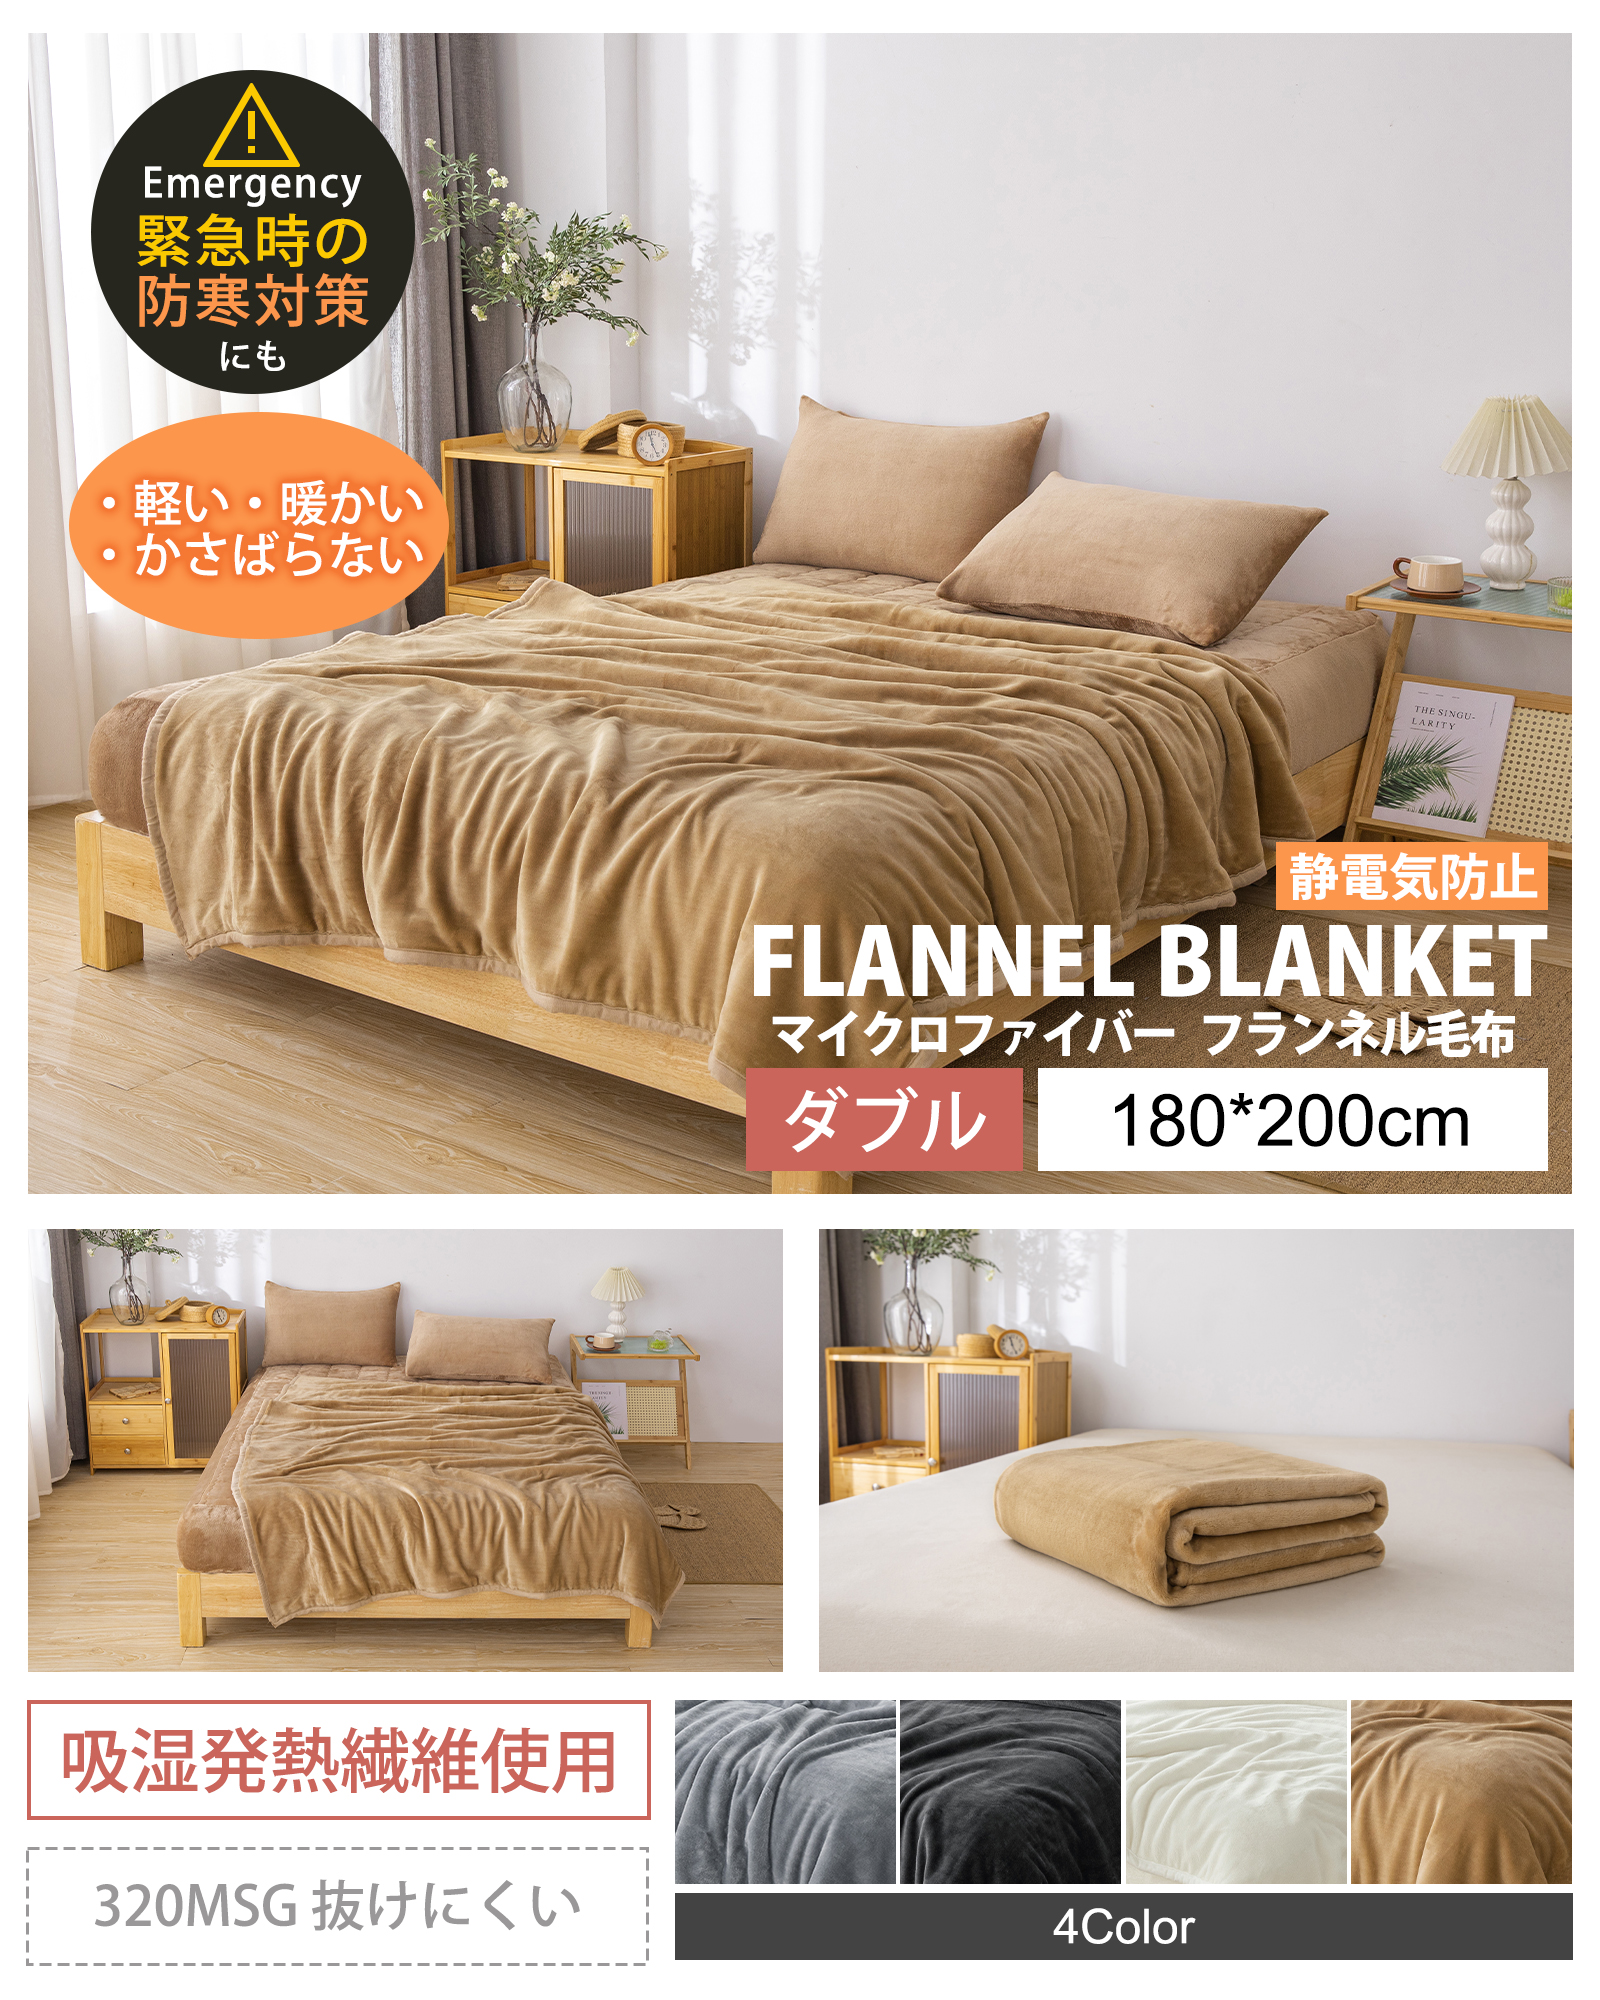 Emergency
緊急時の
防寒対策
にも
・軽い・暖かい
・かさばらない
THE SINGU-
LARITY
静電気防止
FLANNEL BLANKET
マイクロファイバー フランネル毛布
ダブル
180*200cm
吸湿発熱繊維使用
320MSG 抜けにくい
4Color